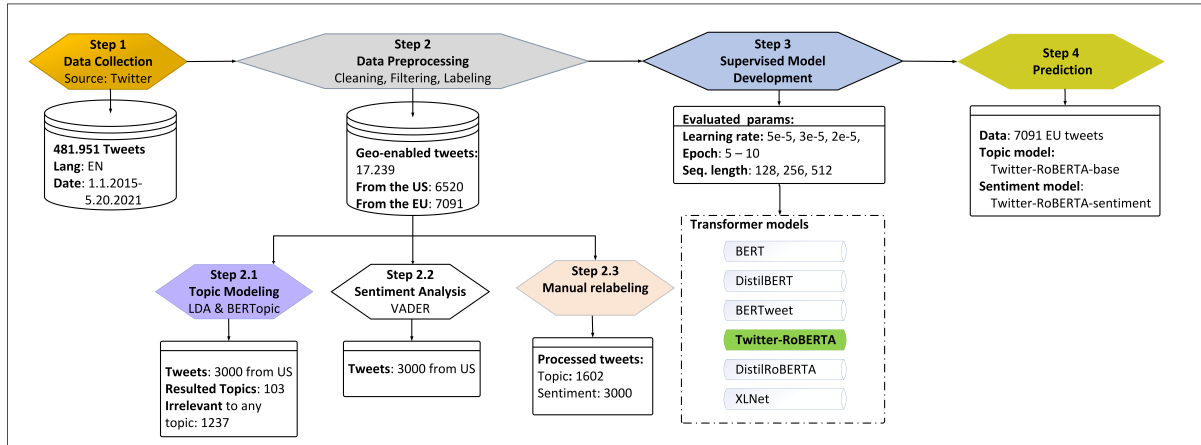 Step 1
Data Collection
Source: Twitter
Step 2
Data Preprocessing
Cleaning, Filtering, Labeling
Step 3
Supervised Model
Development
Step 4
Prediction
481.951 Tweets
Lang: EN
Date: 1.1.2015-
5.20.2021
Geo-enabled tweets:
17.239
From the US: 6520
From the EU: 7091
Evaluated params:
Learning rate: 5e-5, 3e-5, 2e-5,
Epoch: 5 – 10
Seq. length: 128, 256, 512
Data: 7091 EU tweets
Topic model:
Twitter-RoBERTA-base
Sentiment model:
Twitter-RoBERTA-sentiment
Step 2.1
Topic Modeling
LDA & BERTopic
Step 2.2
Sentiment Analysis
VADER
Step 2.3
Manual relabeling
Tweets: 3000 from US
Resulted Topics: 103
Irrelevant to any
topic: 1237
Tweets: 3000 from US
Processed tweets:
Topic: 1602
Sentiment: 3000
Transformer models
BERT
DistilBERT
BERTweet
Twitter-RoBERTA
DistilRoBERTA
XLNet